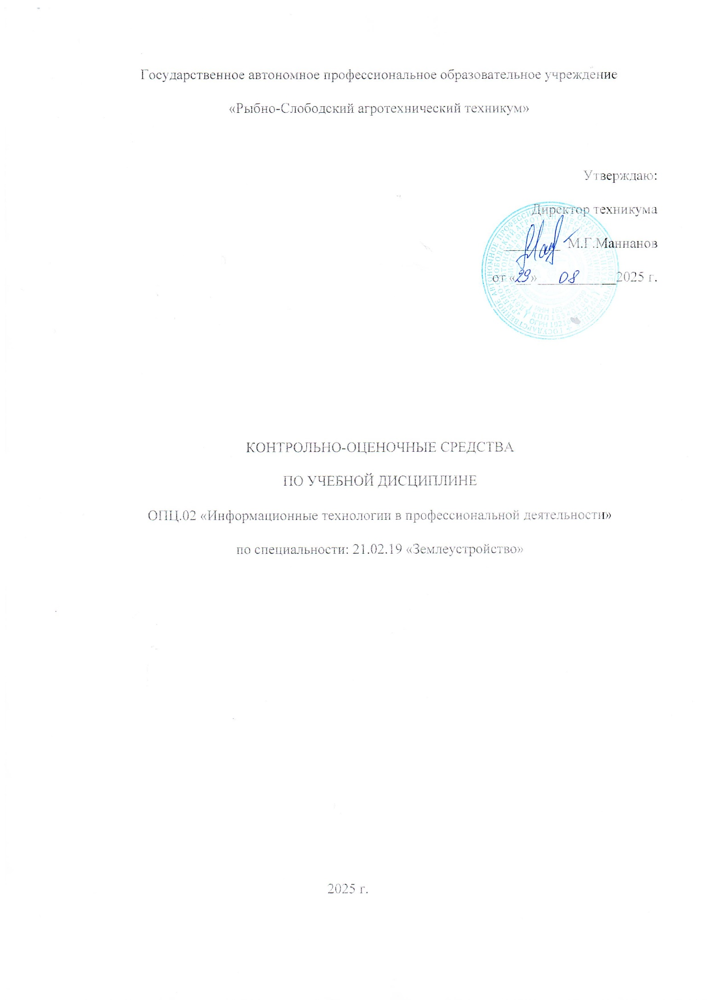 Государственное автономное профессиональное образовательное учреждение
«Рыбно-Слободский агротехнический техникум»
Утверждаю:
Директор техникума
М.Г.Маннанов
от «29» 08 2025 г.
КОНТРОЛЬНО-ОЦЕНОЧНЫЕ СРЕДСТВА
ПО УЧЕБНОЙ ДИСЦИПЛИНЕ
ОПЦ.02 «Информационные технологии в профессиональной деятельности»
по специальности: 21.02.19 «Землеустройство»
2025 г.